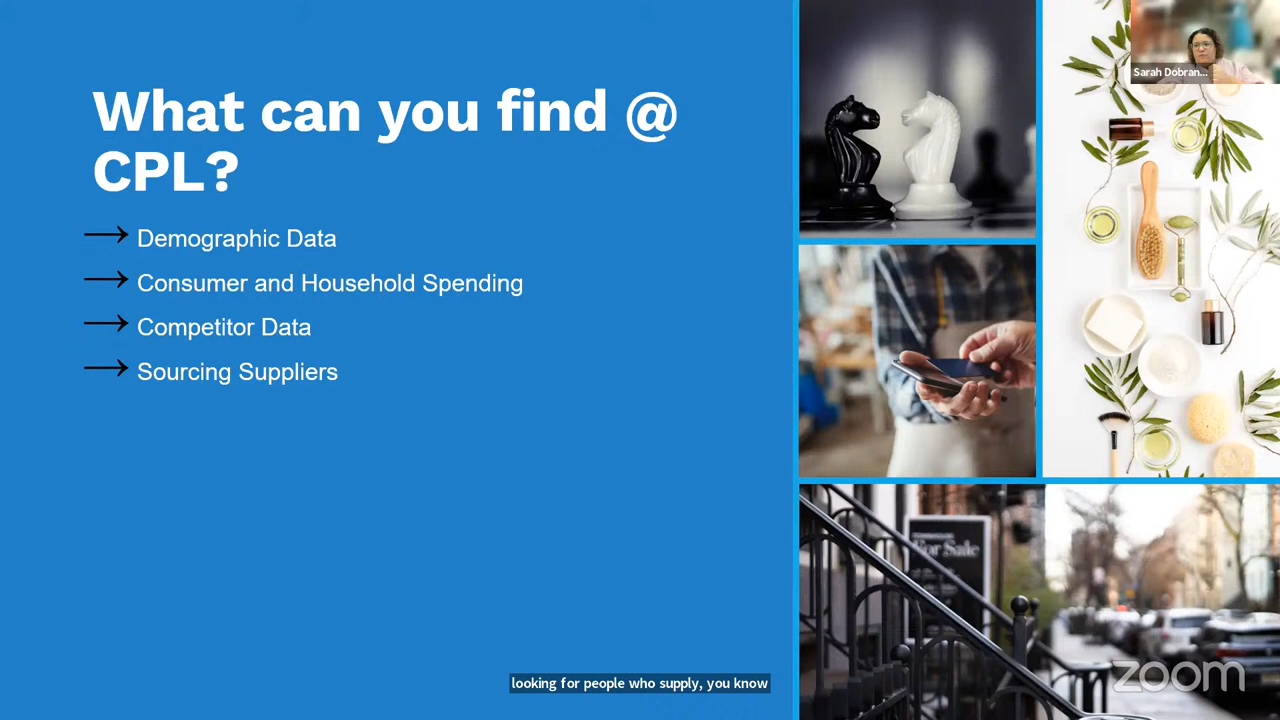 What can you find @
CPL?
→ Demographic Data
→ Consumer and Household Spending
→ Competitor Data
→ Sourcing Suppliers
Sarah Dobran...
For Sale
looking for people who supply, you know
zoom